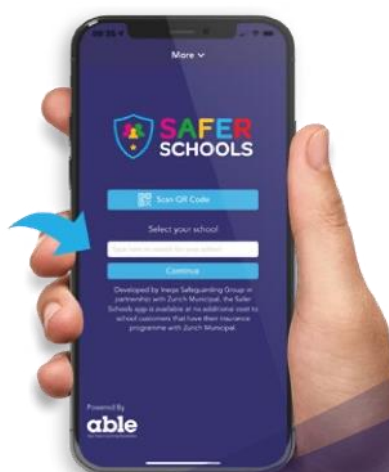 More
SAFER
SCHOOLS
Scan QR Code
Select your school
Continue
Developed by Ineqe Safeguarding Group in
partnership with Zurich Municipal, the Safer
Schools app is available at no additional cost to
school customers that have their insurance
programme with Zurich Municipal.
Powered By
able